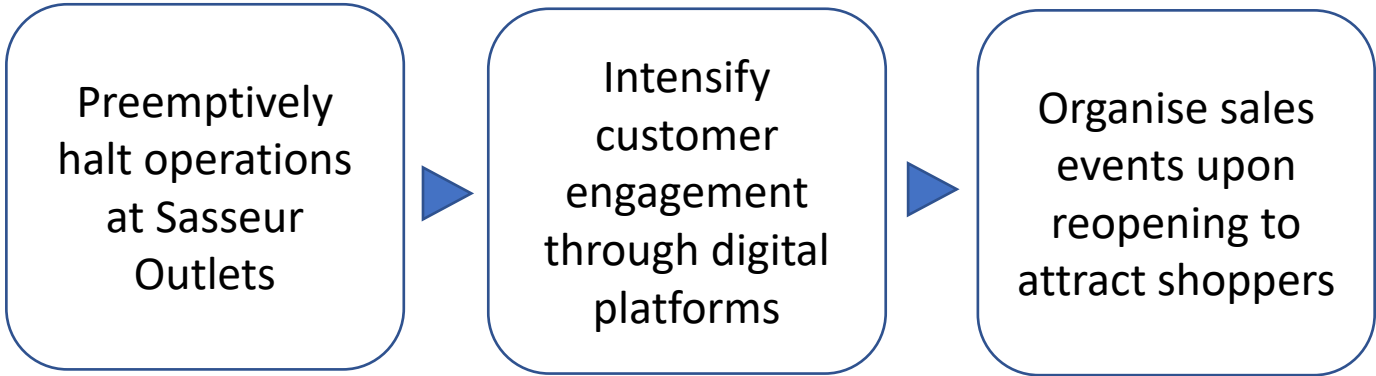 Preemptively
halt operations
at Sasseur
Outlets
Intensify
customer
engagement
through digital
platforms
Organise sales
events upon
reopening to
attract shoppers